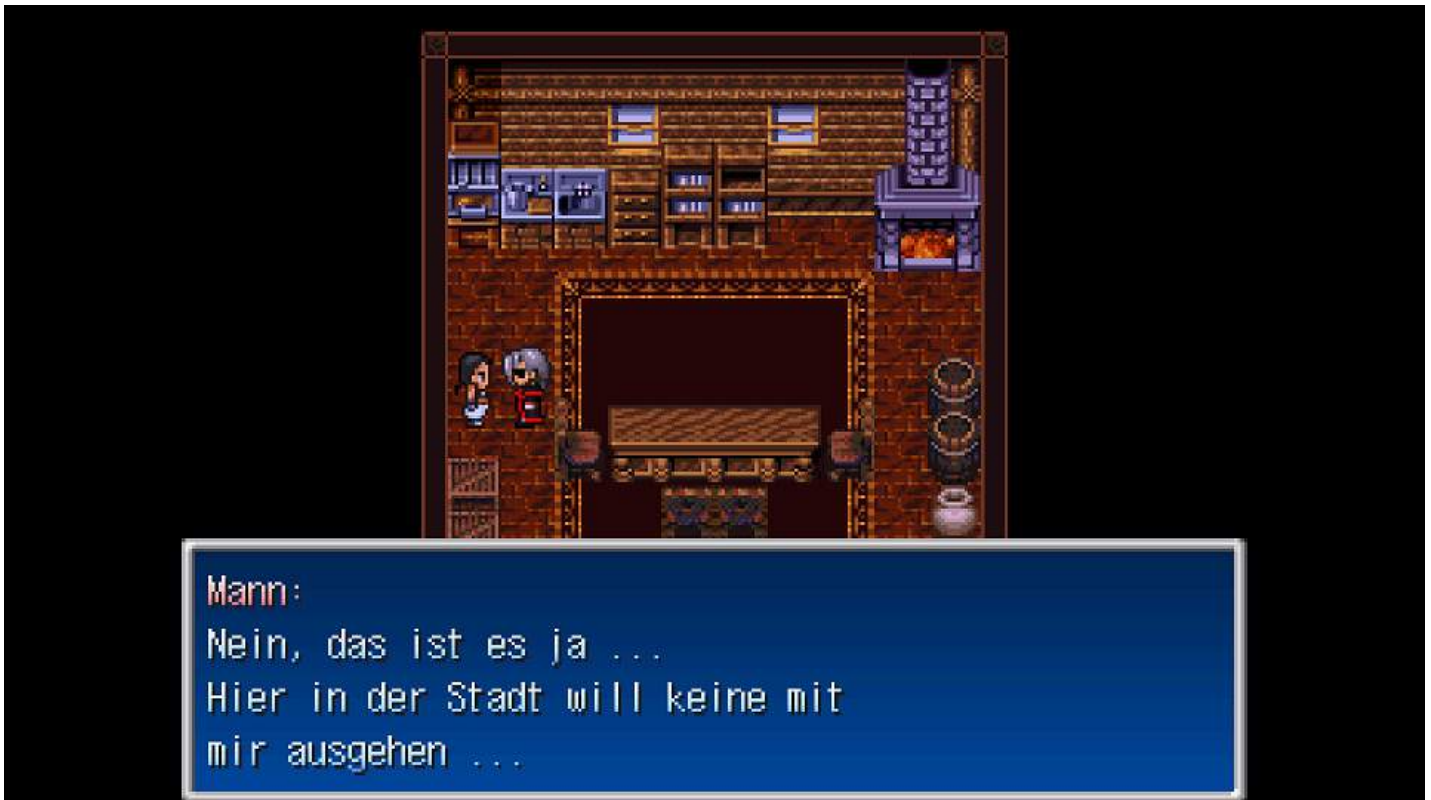 Mann:
Nein, das ist es ja ...
Hier in der Stadt will keine mit
mir ausgehen ...